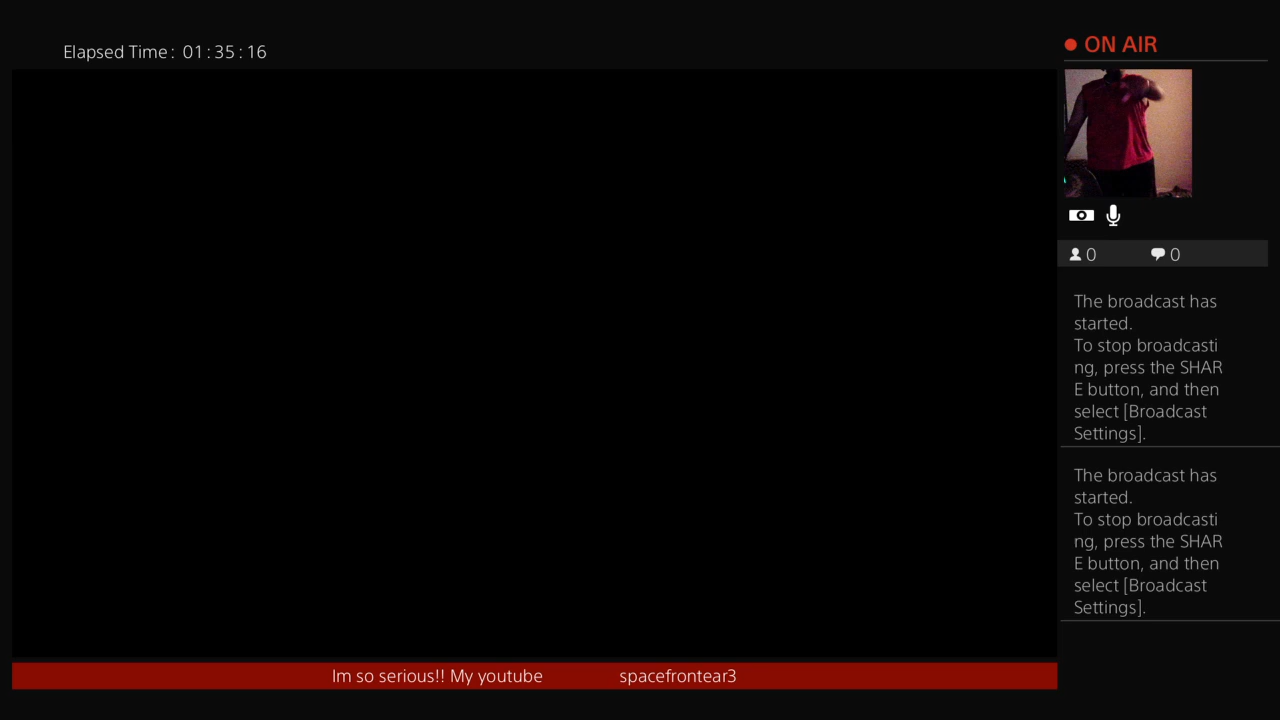 Elapsed Time: 01:35:16
ON AIR
0 0
The broadcast has
started.
To stop broadcasti
ng, press the SHAR
E button, and then
select [Broadcast
Settings].
The broadcast has
started.
To stop broadcasti
ng, press the SHAR
E button, and then
select [Broadcast
Settings].
Im so serious!! My youtube spacefrontear3